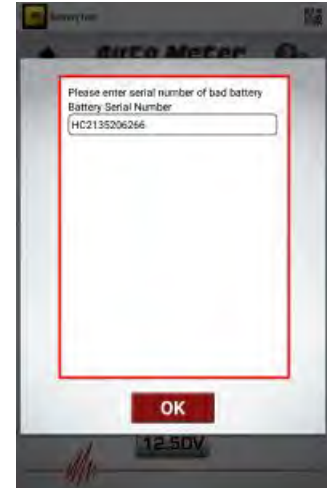 Auto Meter
Please enter serial number of bad battery
Battery Serial Number
HC2135206266
OK
12.50V